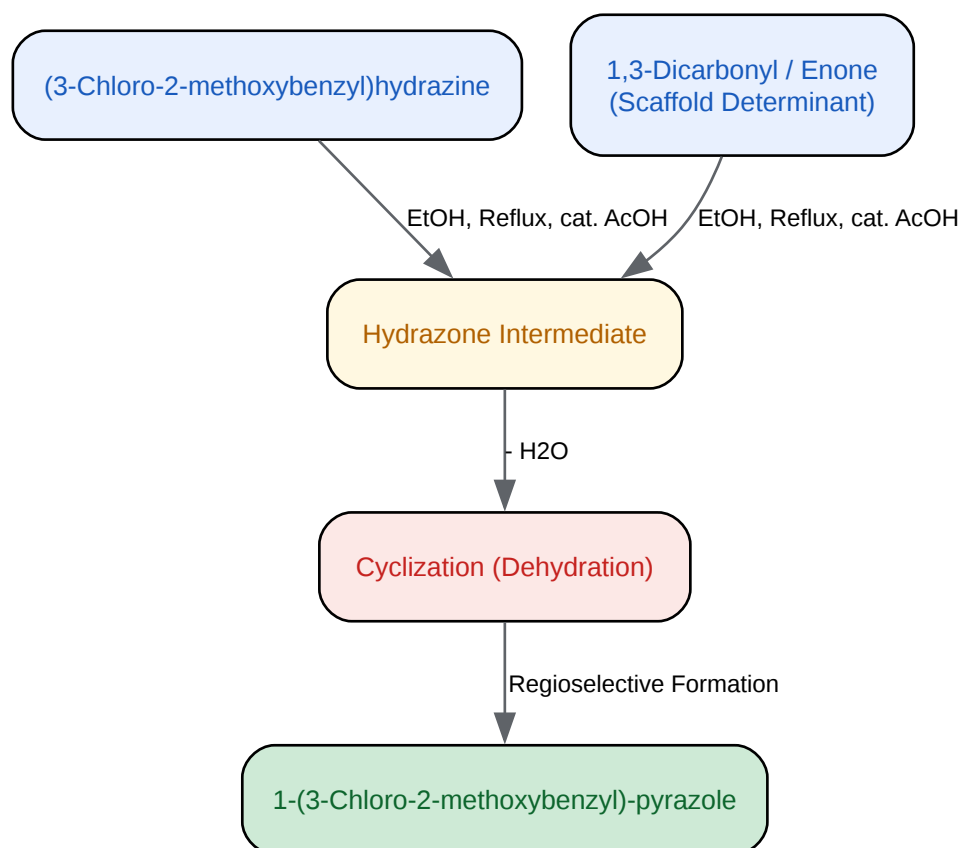 (3-Chloro-2-methoxybenzyl)hydrazine
1,3-Dicarbonyl / Enone
(Scaffold Determinant)
EtOH, Reflux, cat. AcOH
EtOH, Reflux, cat. AcOH
Hydrazone Intermediate
- H2O
Cyclization (Dehydration)
Regioselective Formation
1-(3-Chloro-2-methoxybenzyl)-pyrazole